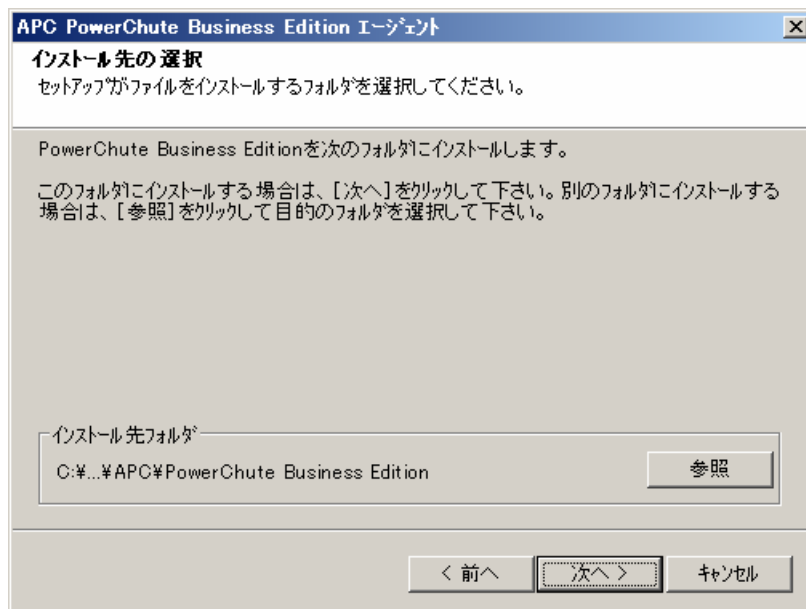 APC PowerChute Business Edition ｴｰｼﾞｪﾝﾄ
ｲﾝｽﾄｰﾙ先の選択
ｾｯﾄｱｯﾌﾟがﾌｧｲﾙをｲﾝｽﾄｰﾙするﾌｫﾙﾀﾞを選択してください。
PowerChute Business Editionを次のﾌｫﾙﾀﾞにｲﾝｽﾄｰﾙします。
このﾌｫﾙﾀﾞにｲﾝｽﾄｰﾙする場合は、[次へ]をｸﾘｯｸして下さい。別のﾌｫﾙﾀﾞにｲﾝｽﾄｰﾙする
場合は、[参照]をｸﾘｯｸして目的のﾌｫﾙﾀﾞを選択して下さい。
ｲﾝｽﾄｰﾙ先ﾌｫﾙﾀﾞ
C:¥...¥APC¥PowerChute Business Edition
参照
< 前へ
次へ >
ｷｬﾝｾﾙ